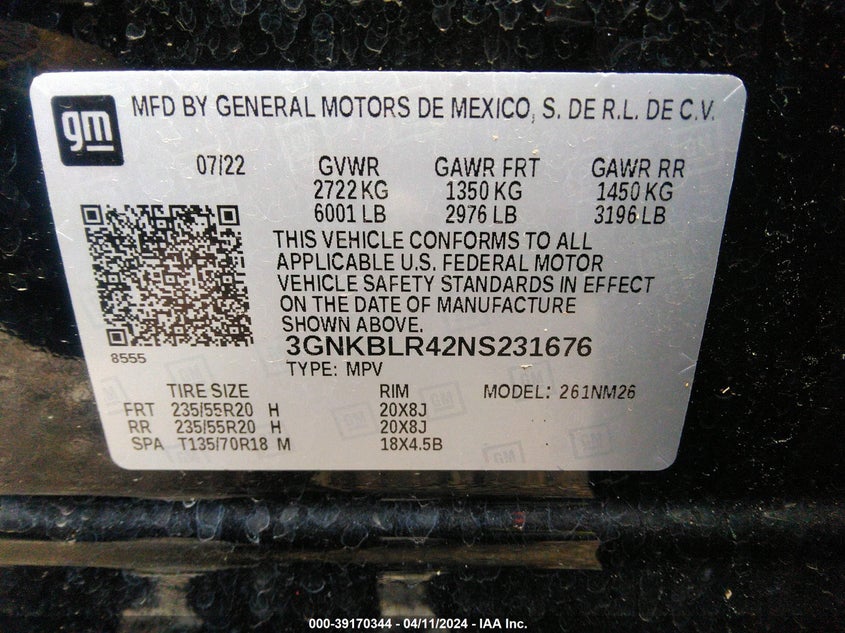 gm
MFD BY GENERAL MOTORS DE MEXICO, S. DE R.L. DE C.V.
07/22 GVWR GAWR FRT GAWR RR
2722 KG 1350 KG 1450 KG
6001 LB 2976 LB 3196 LB
THIS VEHICLE CONFORMS TO ALL
APPLICABLE U.S. FEDERAL MOTOR
VEHICLE SAFETY STANDARDS IN EFFECT
ON THE DATE OF MANUFACTURE
SHOWN ABOVE.
8555
3GNKBLR42NS231676
TYPE: MPV
TIRE SIZE RIM MODEL: 261NM26
FRT 235/55R20 H 20X8J
RR 235/55R20 H 20X8J
SPA T135/70R18 M 18X4.5B
000-39170344 - 04/11/2024 - IAA Inc.